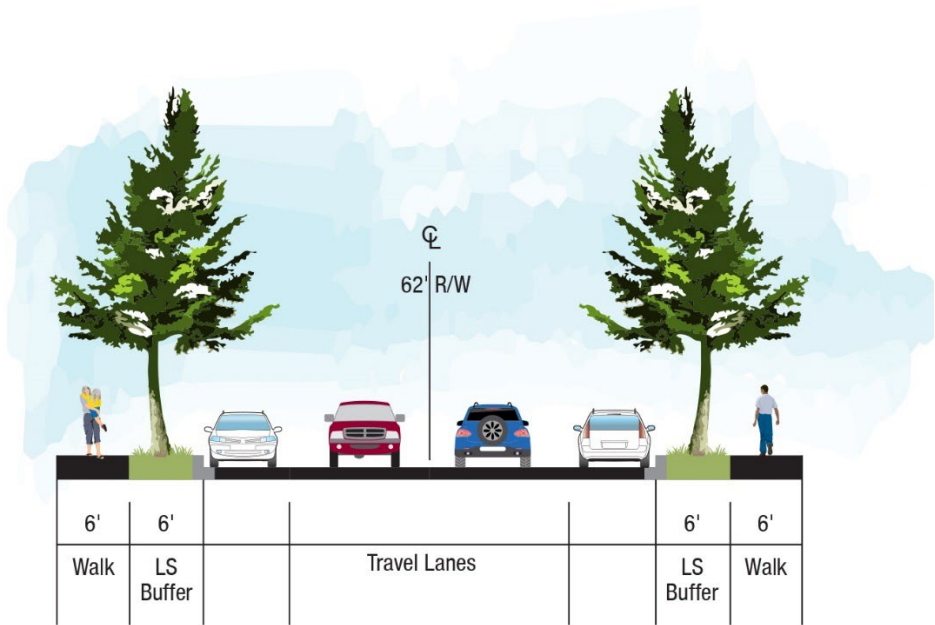 ℄
62' R/W
6' 6' 6' 6'
Walk LS Travel Lanes LS Walk
Buffer Buffer